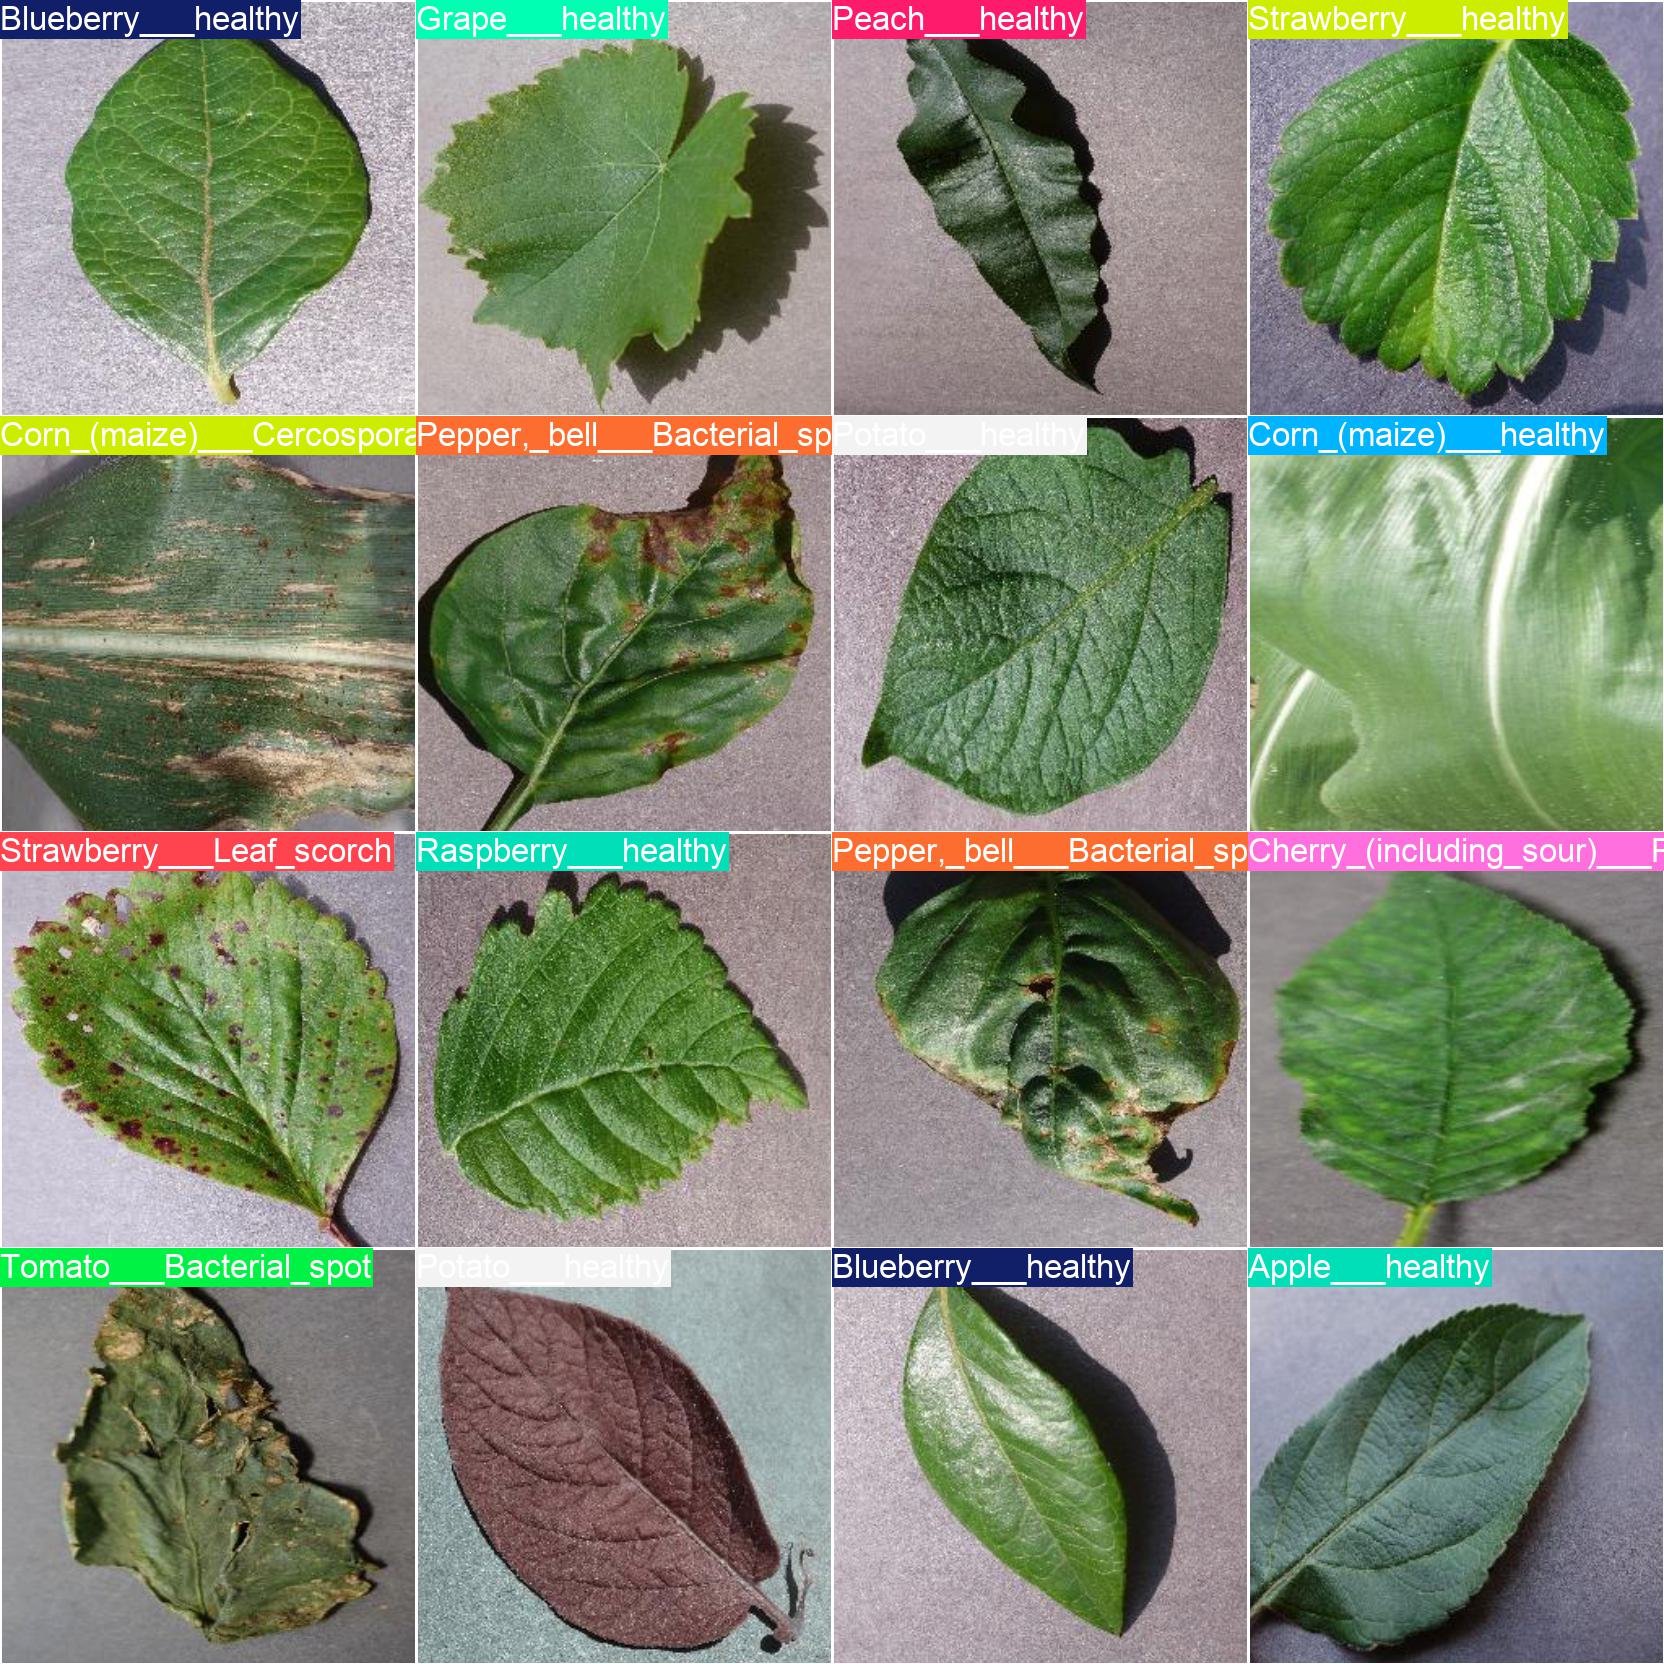 Blueberry___healthy
Grape___healthy
Peach___healthy
Strawberry___healthy
Corn_(maize)___Cercospora
Pepper,_bell___Bacterial_sp
Potato___healthy
Corn_(maize)___healthy
Strawberry___Leaf_scorch
Raspberry___healthy
Pepper,_bell___Bacterial_sp
Cherry_(including_sour)___P
Tomato___Bacterial_spot
Potato___healthy
Blueberry___healthy
Apple___healthy